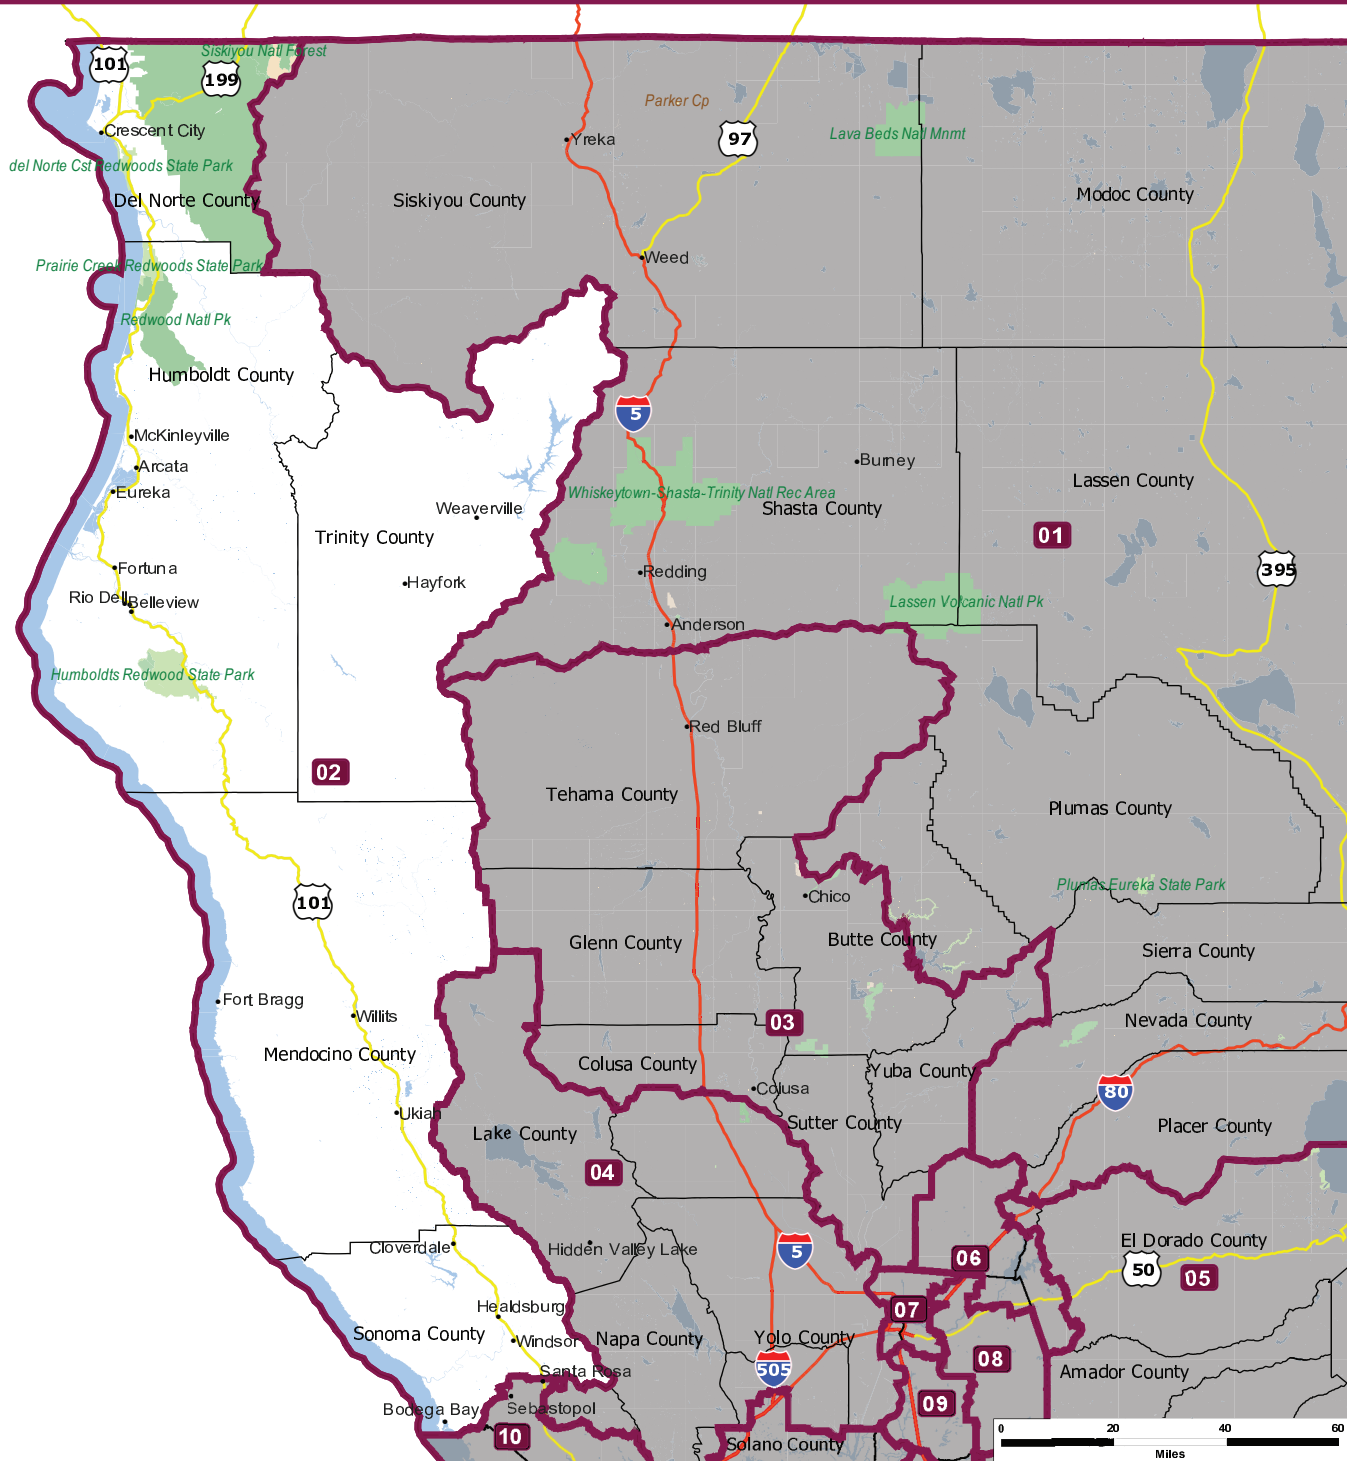 Siskiyou Natl Forest
101
199
Parker Cp
Crescent City
Yreka
97
Lava Beds Natl Mnmt
del Norte Cst Redwoods State Park
Del Norte County
Siskiyou County
Modoc County
Weed
Prairie Creek Redwoods State Park
Redwood Natl Pk
Humboldt County
5
McKinleyville
Arcata
Burney
Eureka
Whiskeytown-Shasta-Trinity Natl Rec Area
Lassen County
Weaverville
Shasta County
Trinity County
01
Fortuna
Hayfork
Redding
395
Rio Dell
Belleview
Lassen Volcanic Natl Pk
Anderson
Humboldts Redwood State Park
Red Bluff
02
Tehama County
Plumas County
Plumas Eureka State Park
101
Chico
Glenn County
Butte County
Sierra County
Fort Bragg
Willits
03
Nevada County
Mendocino County
Colusa County
Yuba County
Colusa
80
Ukiah
Lake County
Sutter County
Placer County
04
Cloverdale
Hidden Valley Lake
5
El Dorado County
06
50
05
Healdsburg
07
Sonoma County
Windsor
Napa County
Yolo County
08
Santa Rosa
505
Amador County
Bodega Bay
Sebastopol
09
10
Solano County
0 20 40 60
Miles